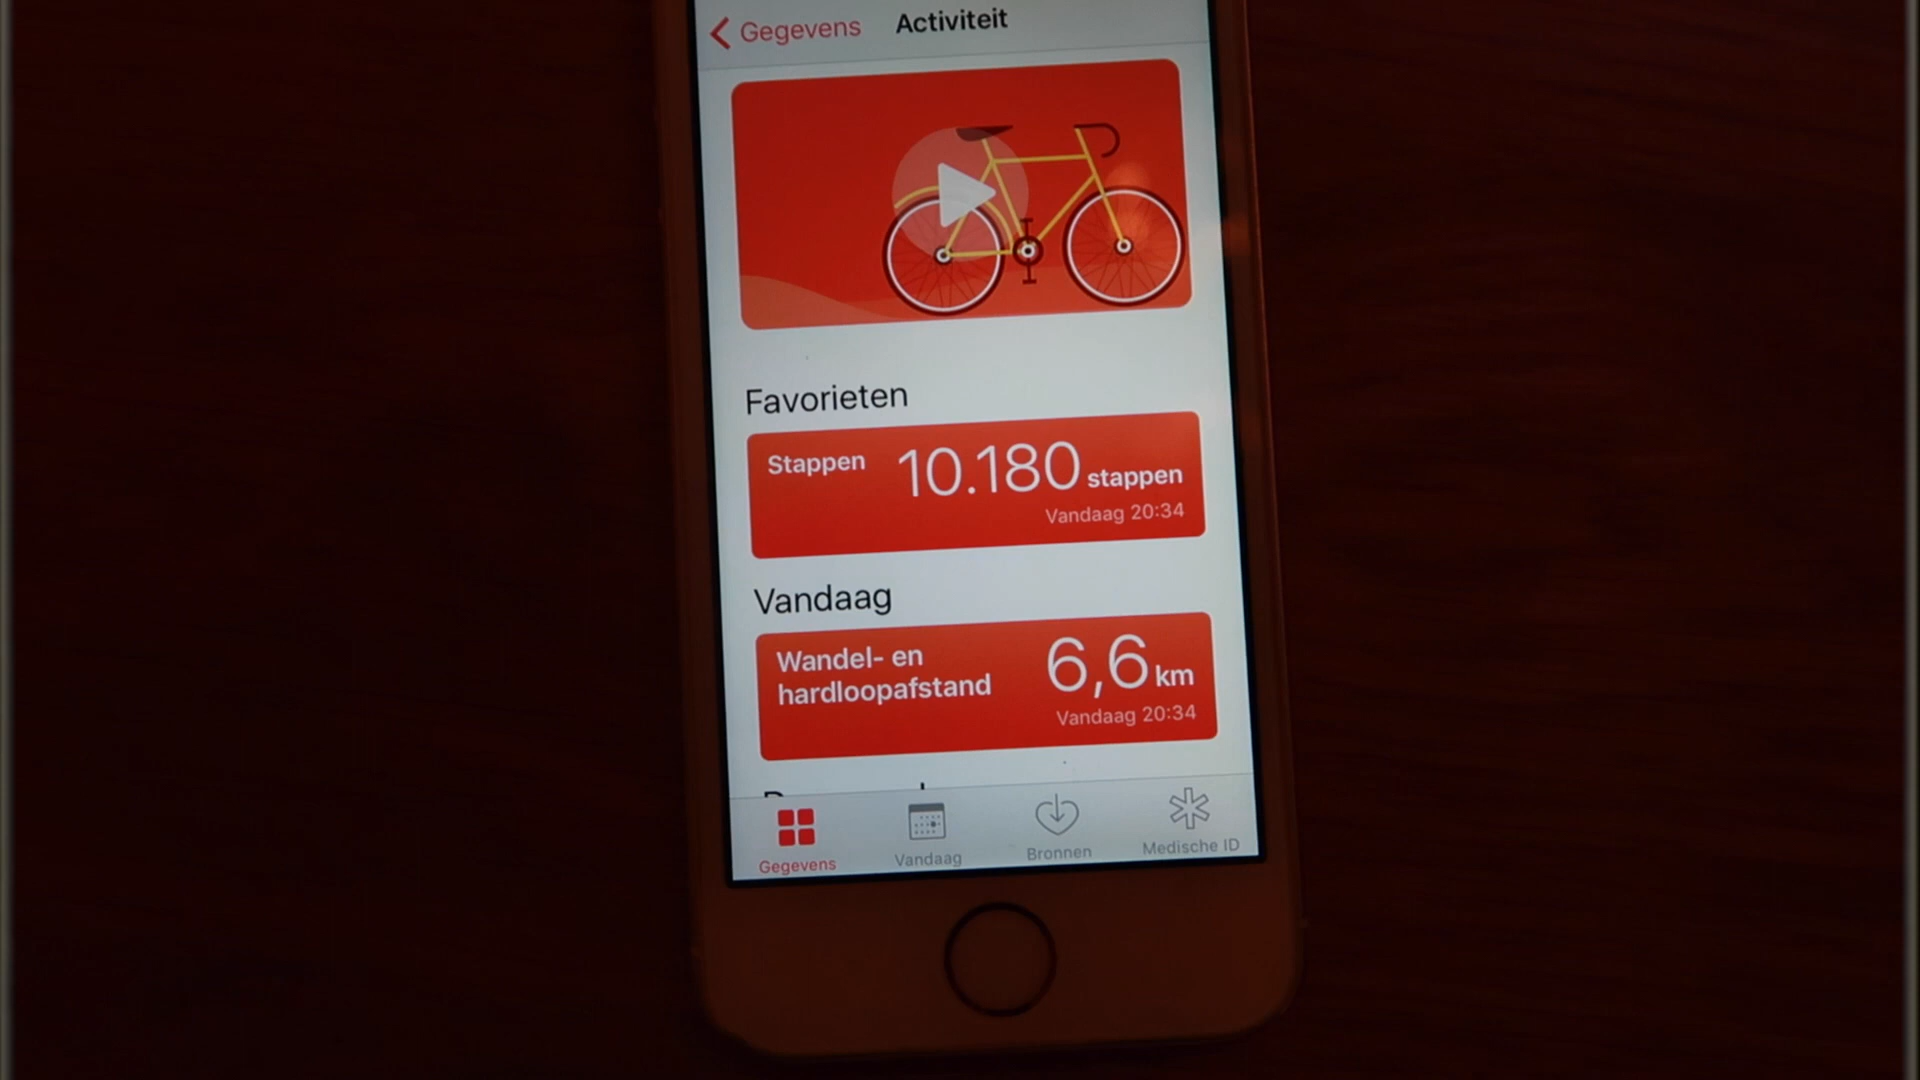 Gegevens
Activiteit
Favorieten
Stappen
10.180 stappen
Vandaag 20:34
Vandaag
Wandel- en
hardloopafstand
6,6 km
Vandaag 20:34
Gegevens
Vandaag
Bronnen
Medische ID